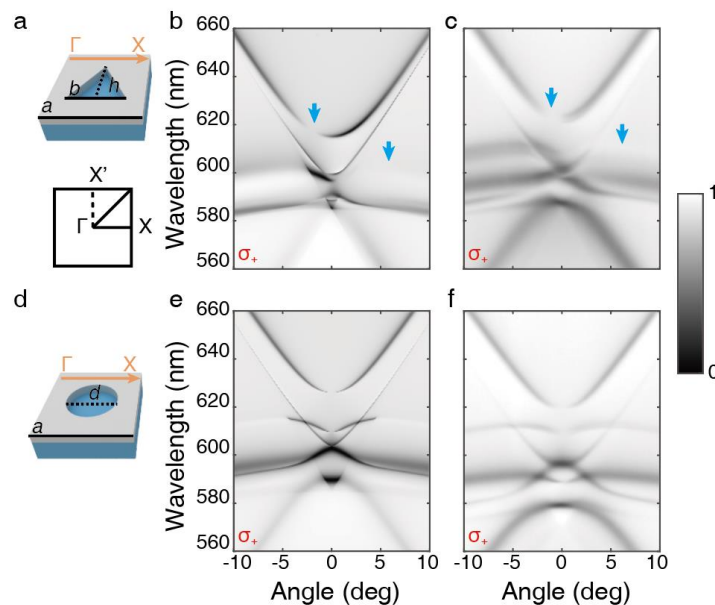 a
Γ
X
b
h
a
X'
Γ
X
b
Wavelength (nm)
660
640
620
600
580
560
σ+
c
σ+
1
0
d
Γ
X
d
a
e
Wavelength (nm)
660
640
620
600
580
560
σ+
-10
-5
0
5
10
Angle (deg)
f
σ+
-10
-5
0
5
10
Angle (deg)